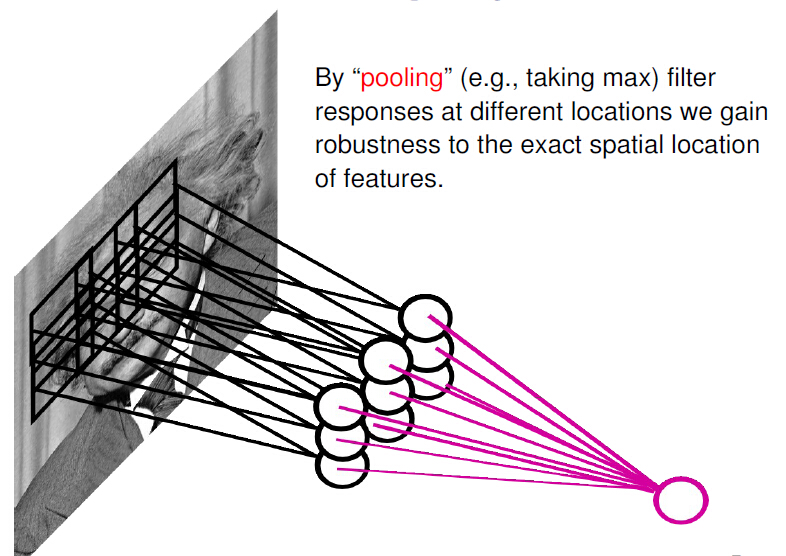 By “pooling” (e.g., taking max) filter
responses at different locations we gain
robustness to the exact spatial location
of features.